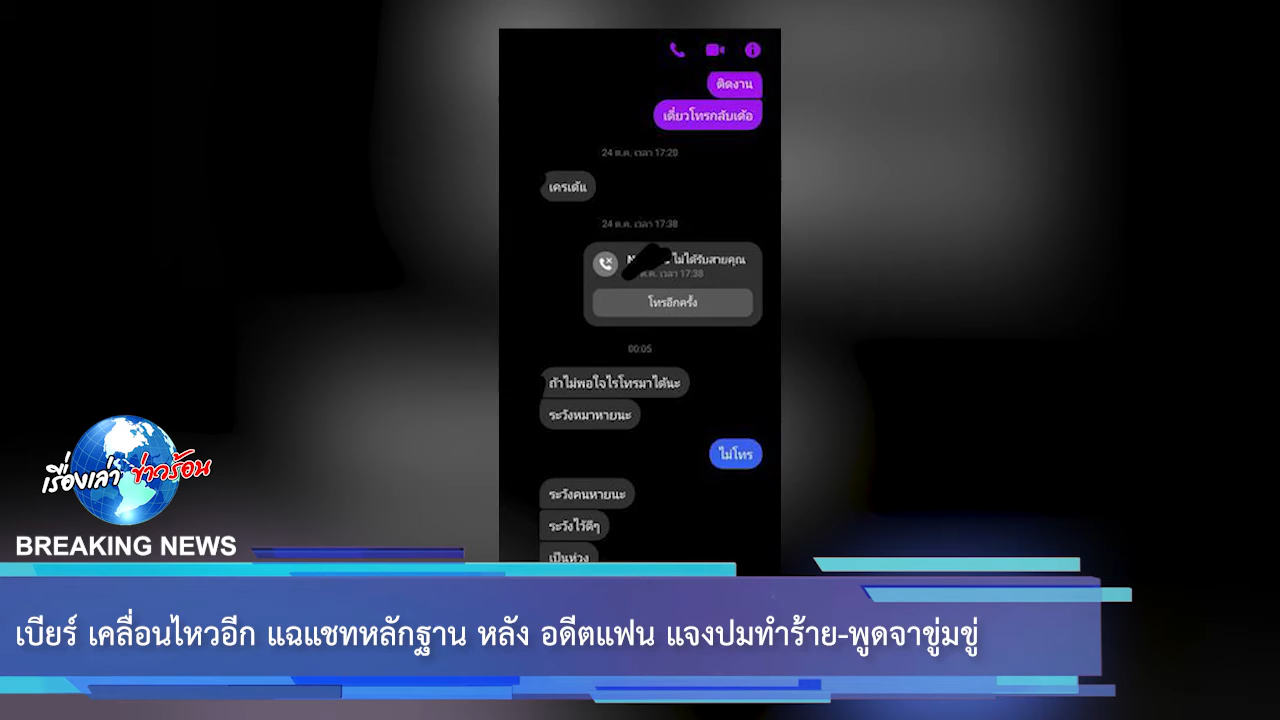 ติดงาน
เดี่ยวโทรกลับเด้อ
24 ต.ค. เวลา 17:20
เครเด้แ
24 ต.ค. เวลา 17:38
ไม่ได้รับสายคุณ
ต.ค. เวลา 17:38
โทรอีกครั้ง
00:05
ถ้าไม่พอใจไรโทรมาได้นะ
ระวังหมาหายนะ
ไม่โทร
ระวังคนหายนะ
ระวังไว้ดีๆ
เป็นห่วง
เรื่องเล่า ข่าวร้อน
BREAKING NEWS
เบียร์ เคลื่อนไหวอีก แฉแชทหลักฐาน หลัง อดีตแฟน แจงปมทำร้าย-พูดจาขู่มขู่